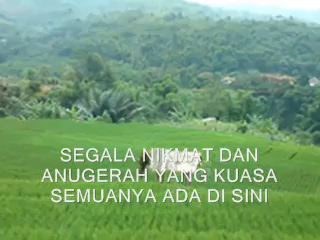 SEGALA NIKMAT DAN
ANUGERAH YANG KUASA
SEMUANYA ADA DI SINI